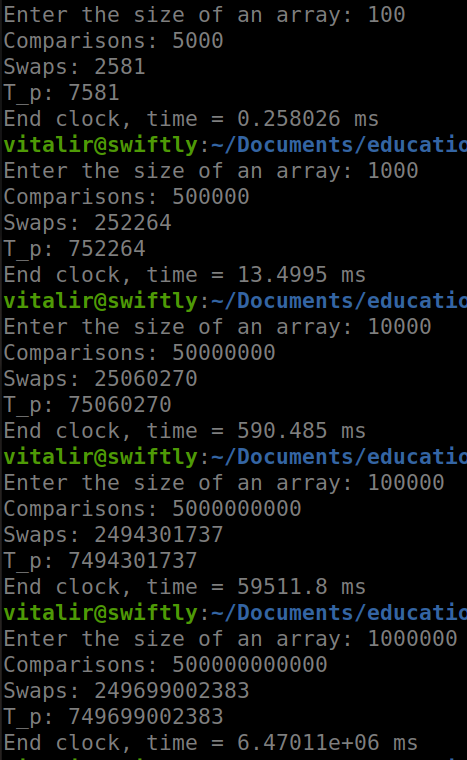 Enter the size of an array: 100
Comparisons: 5000
Swaps: 2581
T_p: 7581
End clock, time = 0.258026 ms
vitalir@swiftly:~/Documents/educatio
Enter the size of an array: 1000
Comparisons: 500000
Swaps: 252264
T_p: 752264
End clock, time = 13.4995 ms
vitalir@swiftly:~/Documents/educatio
Enter the size of an array: 10000
Comparisons: 50000000
Swaps: 25060270
T_p: 75060270
End clock, time = 590.485 ms
vitalir@swiftly:~/Documents/educatio
Enter the size of an array: 100000
Comparisons: 5000000000
Swaps: 2494301737
T_p: 7494301737
End clock, time = 59511.8 ms
vitalir@swiftly:~/Documents/educatio
Enter the size of an array: 1000000
Comparisons: 500000000000
Swaps: 249699002383
T_p: 749699002383
End clock, time = 6.47011e+06 ms